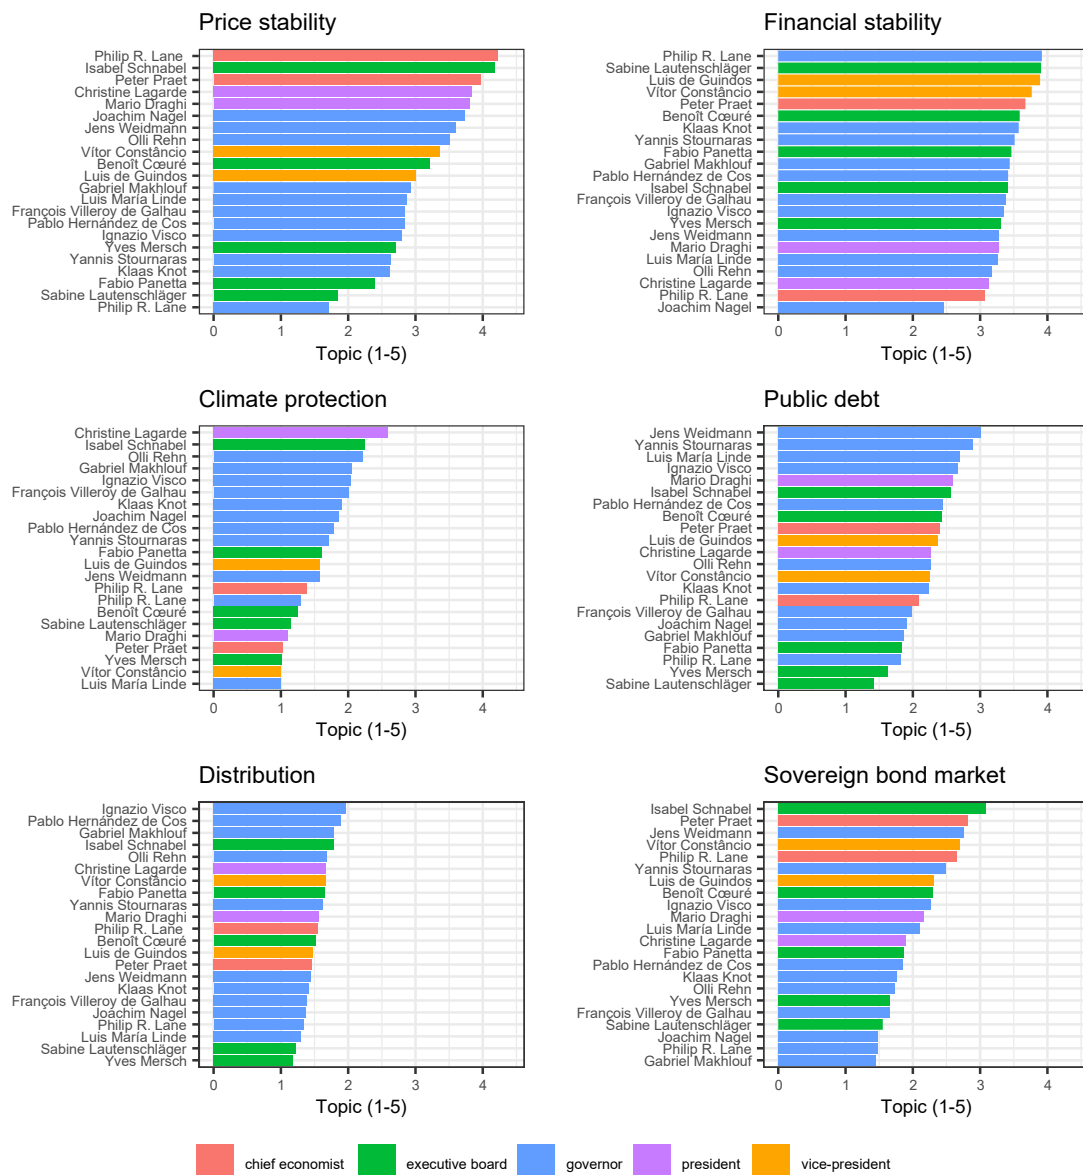 Price stability
Philip R. Lane
Isabel Schnabel
Peter Praet
Christine Lagarde
Mario Draghi
Joachim Nagel
Jens Weidmann
Olli Rehn
Vítor Constâncio
Benoît Cœuré
Luis de Guindos
Gabriel Makhlouf
Luis María Linde
François Villeroy de Galhau
Pablo Hernández de Cos
Ignazio Visco
Yves Mersch
Yannis Stournaras
Klaas Knot
Fabio Panetta
Sabine Lautenschläger
Philip R. Lane
0 1 2 3 4
Topic (1-5)
Financial stability
Philip R. Lane
Sabine Lautenschläger
Luis de Guindos
Vítor Constâncio
Peter Praet
Benoît Cœuré
Klaas Knot
Yannis Stournaras
Fabio Panetta
Gabriel Makhlouf
Pablo Hernández de Cos
Isabel Schnabel
François Villeroy de Galhau
Ignazio Visco
Yves Mersch
Jens Weidmann
Mario Draghi
Luis María Linde
Olli Rehn
Christine Lagarde
Philip R. Lane
Joachim Nagel
0 1 2 3 4
Topic (1-5)
Climate protection
Christine Lagarde
Isabel Schnabel
Olli Rehn
Gabriel Makhlouf
Ignazio Visco
François Villeroy de Galhau
Klaas Knot
Joachim Nagel
Pablo Hernández de Cos
Yannis Stournaras
Fabio Panetta
Luis de Guindos
Jens Weidmann
Philip R. Lane
Philip R. Lane
Benoît Cœuré
Sabine Lautenschläger
Mario Draghi
Peter Praet
Yves Mersch
Vítor Constâncio
Luis María Linde
0 1 2 3 4
Topic (1-5)
Public debt
Jens Weidmann
Yannis Stournaras
Luis María Linde
Ignazio Visco
Mario Draghi
Isabel Schnabel
Pablo Hernández de Cos
Benoît Cœuré
Peter Praet
Luis de Guindos
Christine Lagarde
Olli Rehn
Vítor Constâncio
Klaas Knot
Philip R. Lane
François Villeroy de Galhau
Joachim Nagel
Gabriel Makhlouf
Fabio Panetta
Philip R. Lane
Yves Mersch
Sabine Lautenschläger
0 1 2 3 4
Topic (1-5)
Distribution
Ignazio Visco
Pablo Hernández de Cos
Gabriel Makhlouf
Isabel Schnabel
Olli Rehn
Christine Lagarde
Vítor Constâncio
Fabio Panetta
Yannis Stournaras
Mario Draghi
Philip R. Lane
Benoît Cœuré
Luis de Guindos
Peter Praet
Jens Weidmann
Klaas Knot
François Villeroy de Galhau
Joachim Nagel
Philip R. Lane
Luis María Linde
Sabine Lautenschläger
Yves Mersch
0 1 2 3 4
Topic (1-5)
Sovereign bond market
Isabel Schnabel
Peter Praet
Jens Weidmann
Vítor Constâncio
Philip R. Lane
Yannis Stournaras
Luis de Guindos
Benoît Cœuré
Ignazio Visco
Mario Draghi
Luis María Linde
Christine Lagarde
Fabio Panetta
Pablo Hernández de Cos
Klaas Knot
Olli Rehn
Yves Mersch
François Villeroy de Galhau
Sabine Lautenschläger
Joachim Nagel
Philip R. Lane
Gabriel Makhlouf
0 1 2 3 4
Topic (1-5)
chief economist executive board governor president vice-president